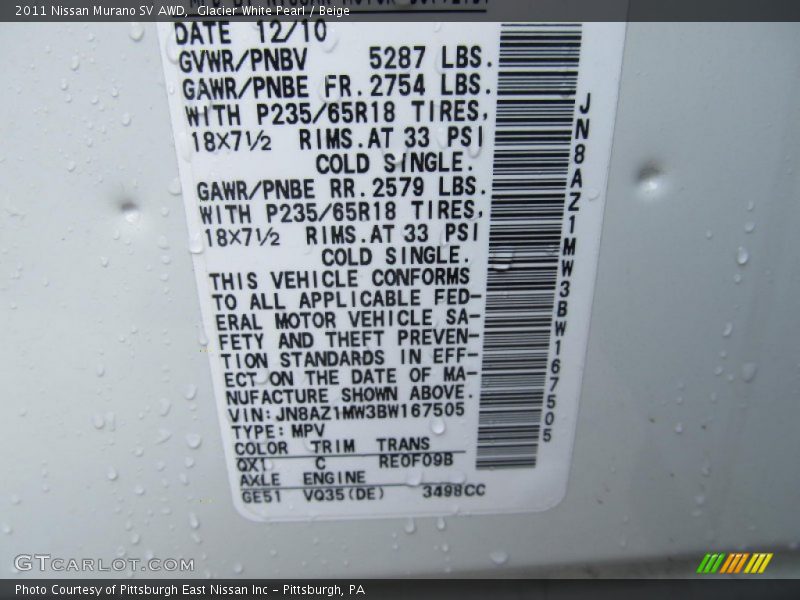 2011 Nissan Murano SV AWD,  Glacier White Pearl / Beige
DATE 12/10
GVWR/PNBV 5287 LBS.
GAWR/PNBE FR. 2754 LBS.
WITH P235/65R18 TIRES,
18X7½ RIMS. AT 33 PSI
COLD SINGLE.
GAWR/PNBE RR. 2579 LBS.
WITH P235/65R18 TIRES,
18X7½ RIMS. AT 33 PSI
COLD SINGLE.
THIS VEHICLE CONFORMS
TO ALL APPLICABLE FED-
ERAL MOTOR VEHICLE SA-
FETY AND THEFT PREVEN-
TION STANDARDS IN EFF-
ECT ON THE DATE OF MA-
NUFACTURE SHOWN ABOVE.
VIN: JN8AZ1MW3BW167505
TYPE: MPV
COLOR TRIM TRANS
QX1 C RE0F09B
AXLE ENGINE
GE51 VQ35(DE) 3498CC
JN8AZ1MW3BW167505
GTCARLOT.COM
Photo Courtesy of Pittsburgh East Nissan Inc - Pittsburgh, PA